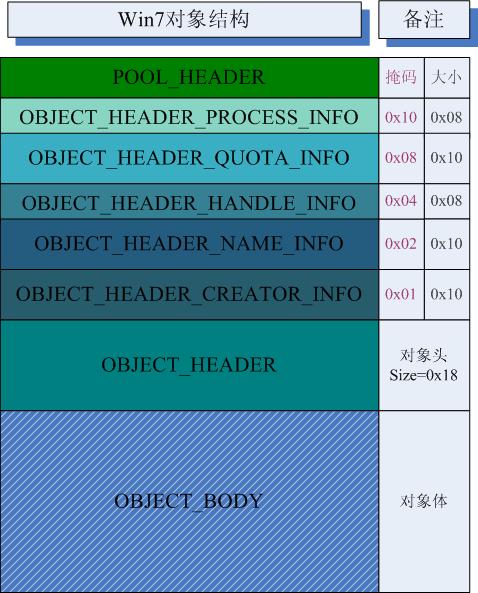 Win7对象结构 备注
POOL_HEADER 掩码 大小
OBJECT_HEADER_PROCESS_INFO 0x10 0x08
OBJECT_HEADER_QUOTA_INFO 0x08 0x10
OBJECT_HEADER_HANDLE_INFO 0x04 0x08
OBJECT_HEADER_NAME_INFO 0x02 0x10
OBJECT_HEADER_CREATOR_INFO 0x01 0x10
OBJECT_HEADER
对象头
Size=0x18
OBJECT_BODY 对象体